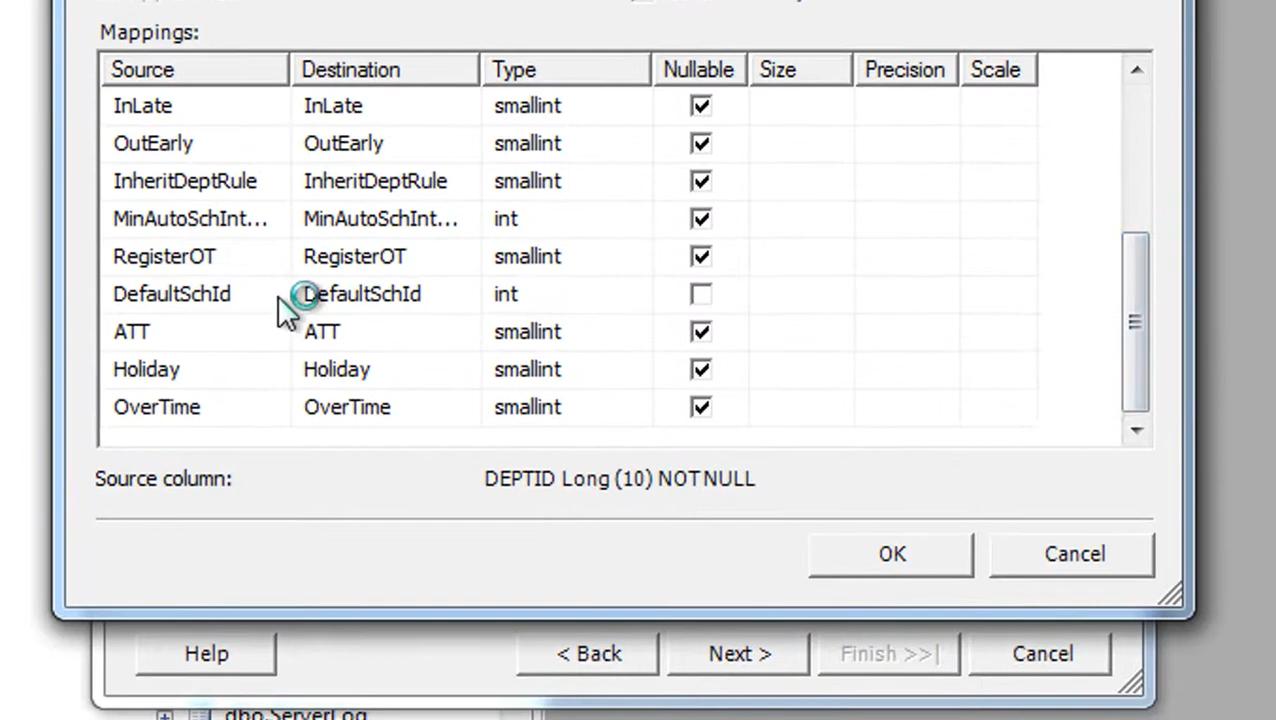 Mappings:
Source Destination Type Nullable Size Precision Scale
InLate InLate smallint
OutEarly OutEarly smallint
InheritDeptRule InheritDeptRule smallint
MinAutoSchInt... MinAutoSchInt... int
RegisterOT RegisterOT smallint
DefaultSchId DefaultSchId int
ATT ATT smallint
Holiday Holiday smallint
OverTime OverTime smallint
Source column: DEPTID Long (10) NOT NULL
OK Cancel
Help < Back Next > Finish >>| Cancel
dbo.ServerLog